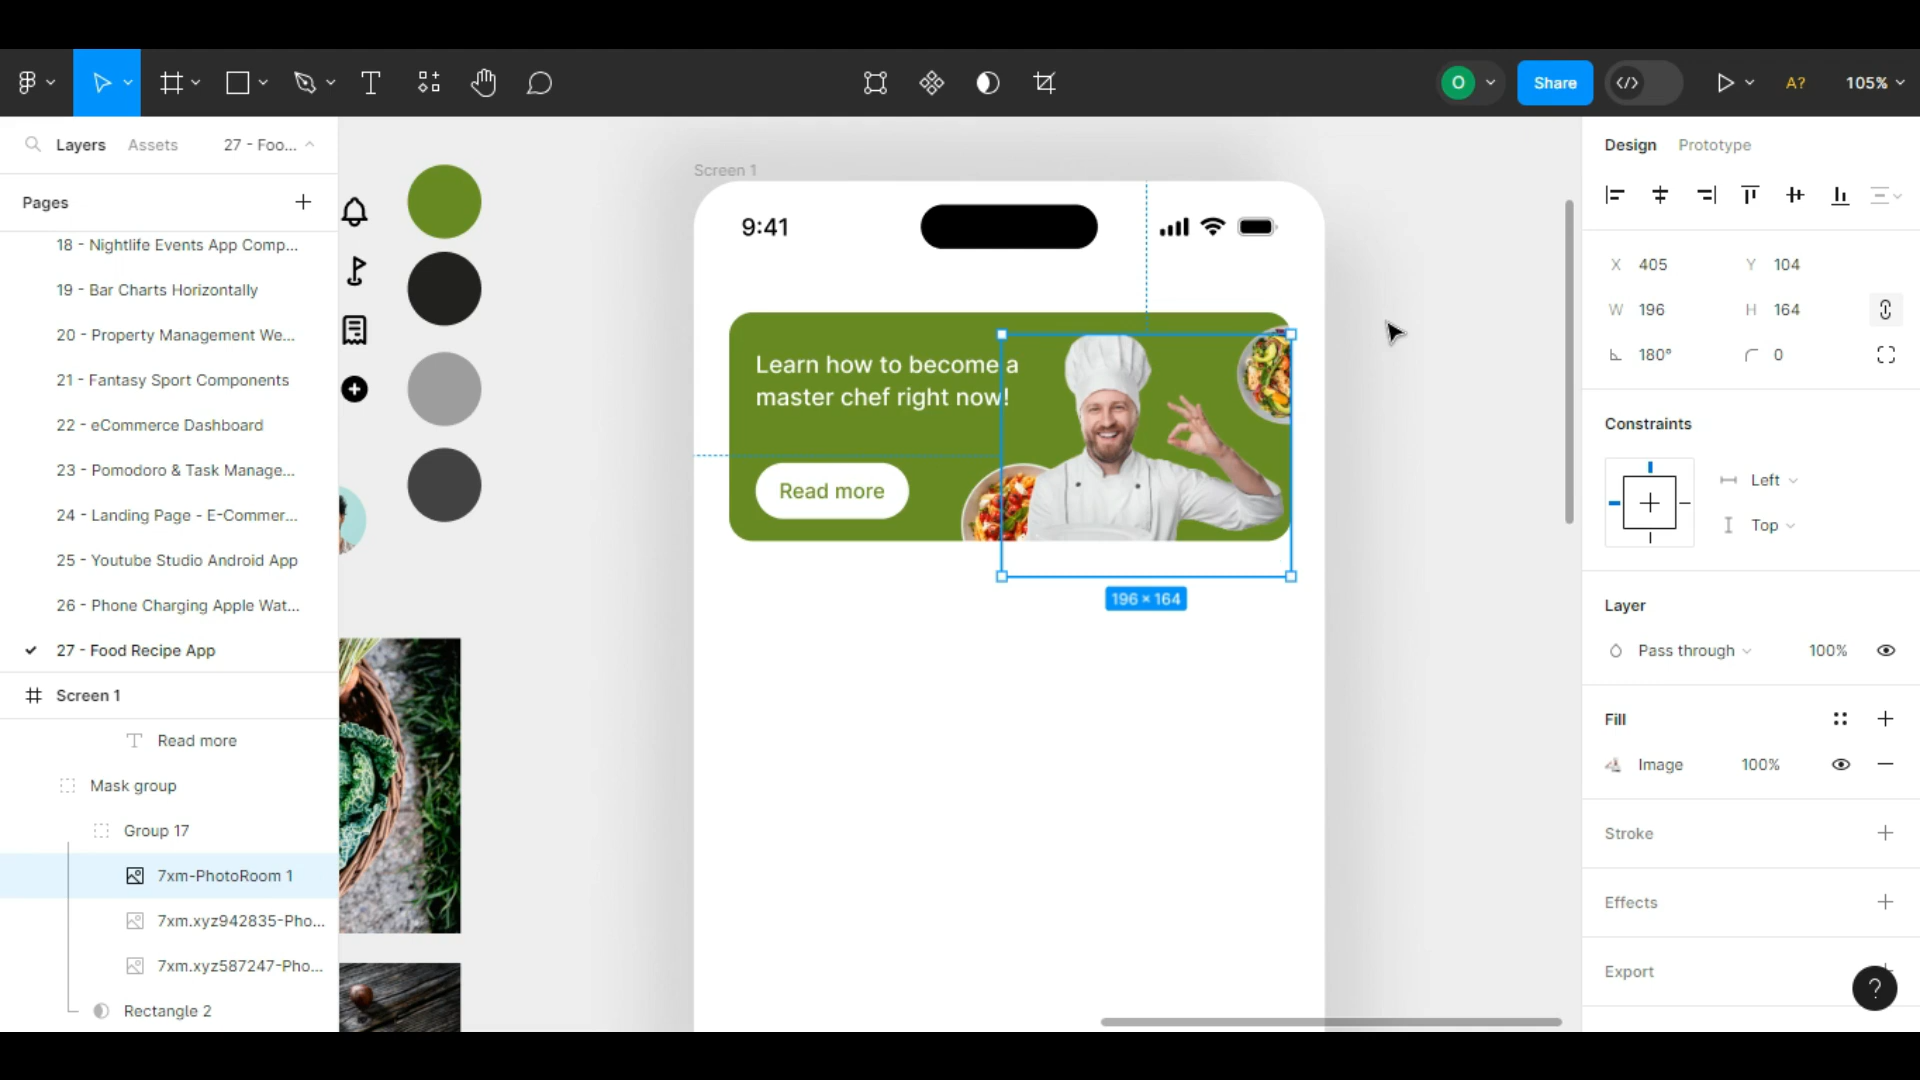 O
Share
A?
105%
Layers
Assets
27 - Foo...
Pages
18 - Nightlife Events App Comp...
19 - Bar Charts Horizontally
20 - Property Management We...
21 - Fantasy Sport Components
22 - eCommerce Dashboard
23 - Pomodoro & Task Manage...
24 - Landing Page - E-Commer...
25 - Youtube Studio Android App
26 - Phone Charging Apple Wat...
27 - Food Recipe App
Screen 1
Read more
Mask group
Group 17
7xm-PhotoRoom 1
7xm.xyz942835-Pho...
7xm.xyz587247-Pho...
Rectangle 2
Screen 1
9:41
Learn how to become a
master chef right now!
Read more
196 × 164
Design
Prototype
X 405
Y 104
W 196
H 164
180°
0
Constraints
Left
Top
Layer
Pass through
100%
Fill
Image
100%
Stroke
Effects
Export
?